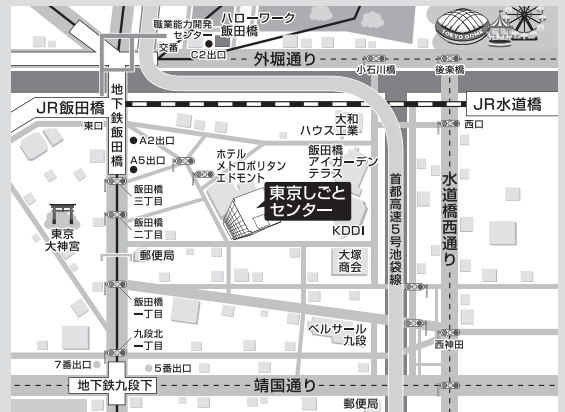 職業能力開発
センター
ハローワーク
飯田橋
交番
C2出口
TOKYO DOME
外堀通り
小石川橋
後楽橋
JR飯田橋
地下鉄飯田橋
JR水道橋
東口
西口
A2出口
A5出口
大和
ハウス工業
ホテル
メトロポリタン
エドモント
飯田橋
アイガーデン
テラス
東京しごと
センター
KDDI
首都高速5号池袋線
水道橋西通り
飯田橋
三丁目
飯田橋
二丁目
東京
大神宮
郵便局
大塚
商会
飯田橋
一丁目
九段北
一丁目
ベルサール
九段
西神田
7番出口
5番出口
地下鉄九段下
靖国通り
郵便局